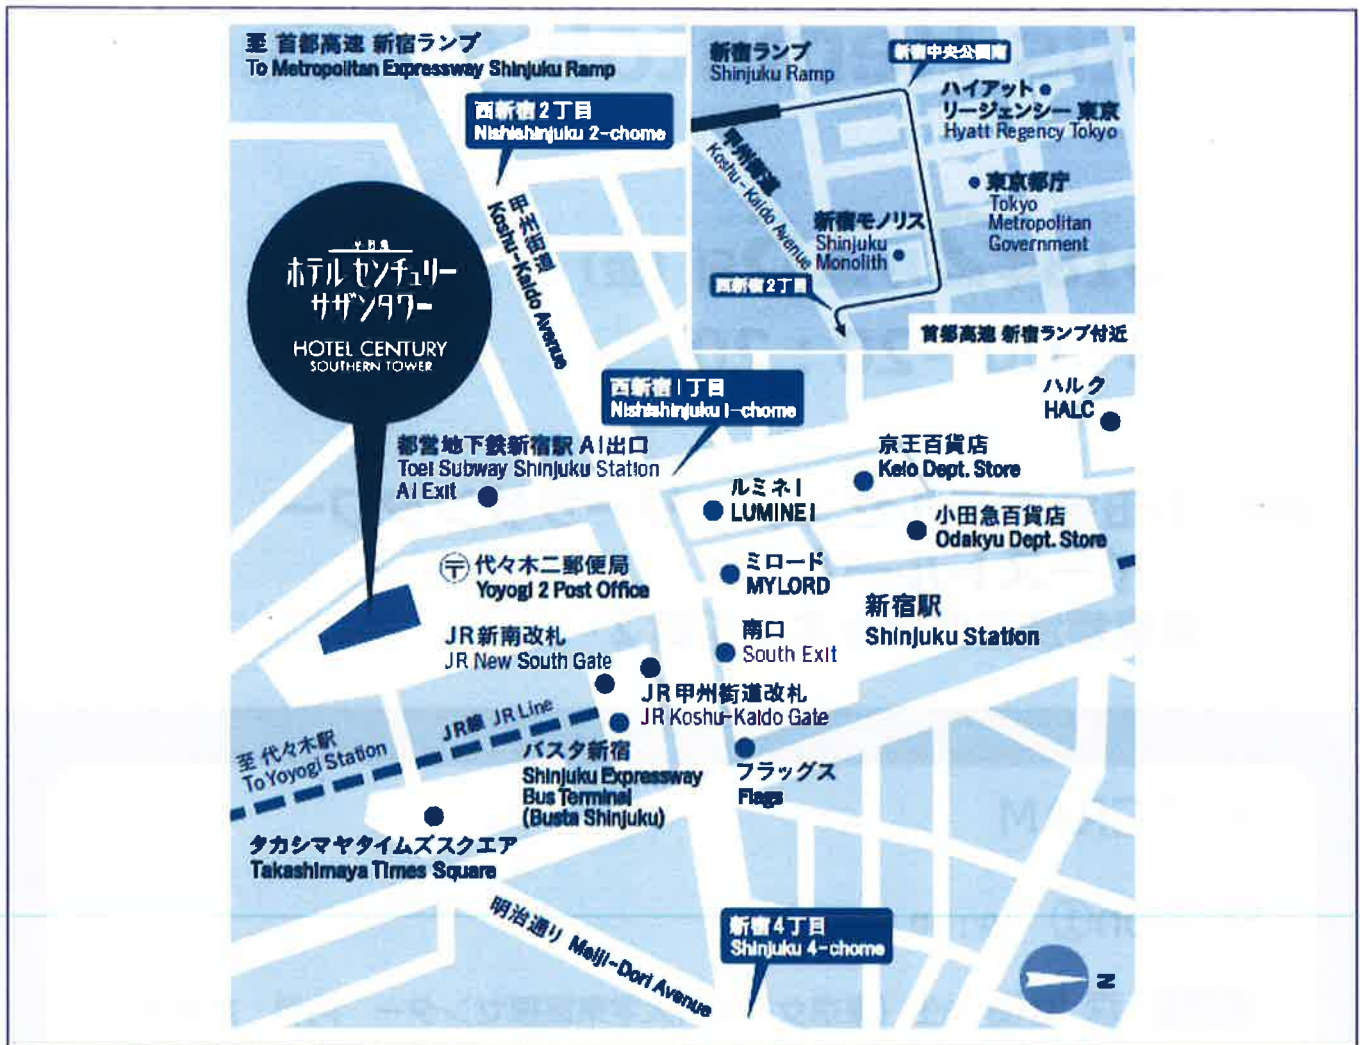 至 首都高速 新宿ランプ
To Metropolitan Expressway Shinjuku Ramp
西新宿2丁目
Nishishinjuku 2-chome
甲州街道
Koshu-Kaido Avenue
ホテル センチュリー
サザンタワー
HOTEL CENTURY
SOUTHERN TOWER
新宿ランプ
Shinjuku Ramp
新宿中央公園南
ハイアット
リージェンシー 東京
Hyatt Regency Tokyo
甲州街道
Koshu-Kaido Avenue
東京都庁
Tokyo
Metropolitan
Government
新宿モノリス
Shinjuku
Monolith
西新宿2丁目
首都高速 新宿ランプ付近
西新宿1丁目
Nishishinjuku 1-chome
ハルク
HALC
都営地下鉄新宿駅 A1出口
Toei Subway Shinjuku Station
A1 Exit
京王百貨店
Keio Dept. Store
ルミネ1
LUMINE1
小田急百貨店
Odakyu Dept. Store
〒 代々木二郵便局
Yoyogi 2 Post Office
ミロード
MYLORD
新宿駅
Shinjuku Station
JR新南改札
JR New South Gate
南口
South Exit
JR甲州街道改札
JR Koshu-Kaido Gate
JR線 JR Line
至 代々木駅
To Yoyogi Station
バスタ新宿
Shinjuku Expressway
Bus Terminal
(Busta Shinjuku)
フラッグス
Flags
タカシマヤタイムズスクエア
Takashimaya Times Square
明治通り Meiji-Dori Avenue
新宿4丁目
Shinjuku 4-chome
N